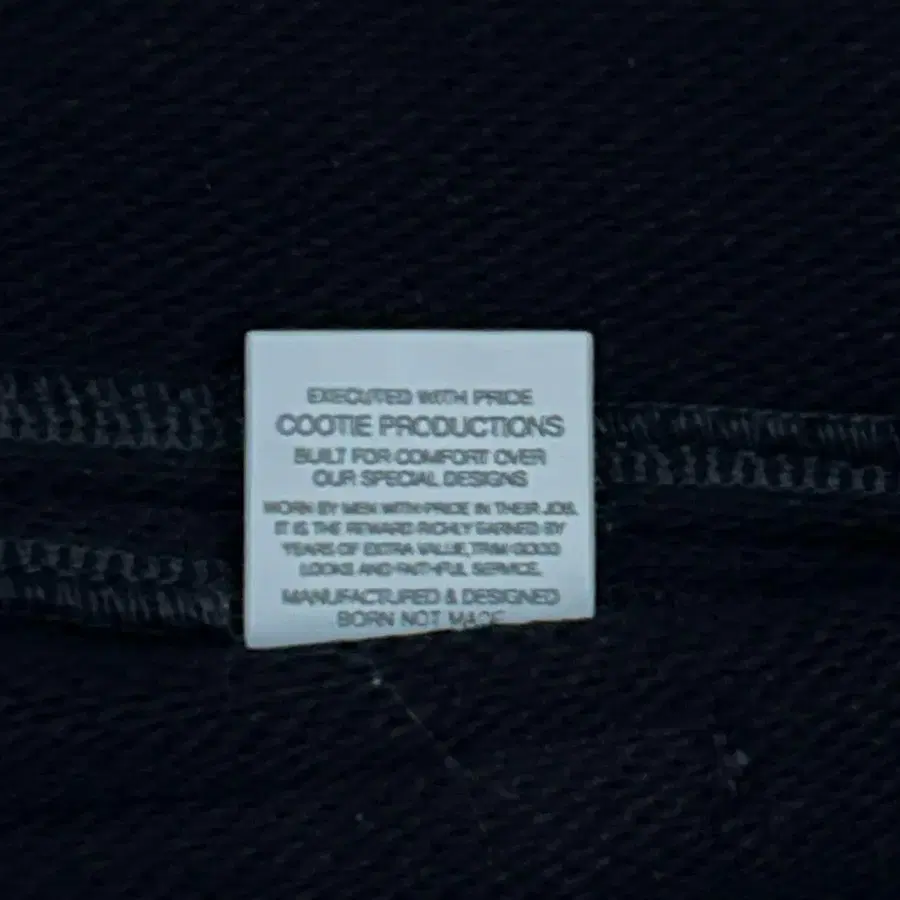 EXECUTED WITH PRIDE
COOTIE PRODUCTIONS
BUILT FOR COMFORT OVER
OUR SPECIAL DESIGNS
WORN BY MEN WITH PRIDE IN THEIR JOB.
IT IS THE REWARD RICHLY EARNED BY
YEARS OF EXTRA VALUE, TRIM GOOD
LOOKS AND FAITHFUL SERVICE.
MANUFACTURED & DESIGNED
BORN NOT MADE